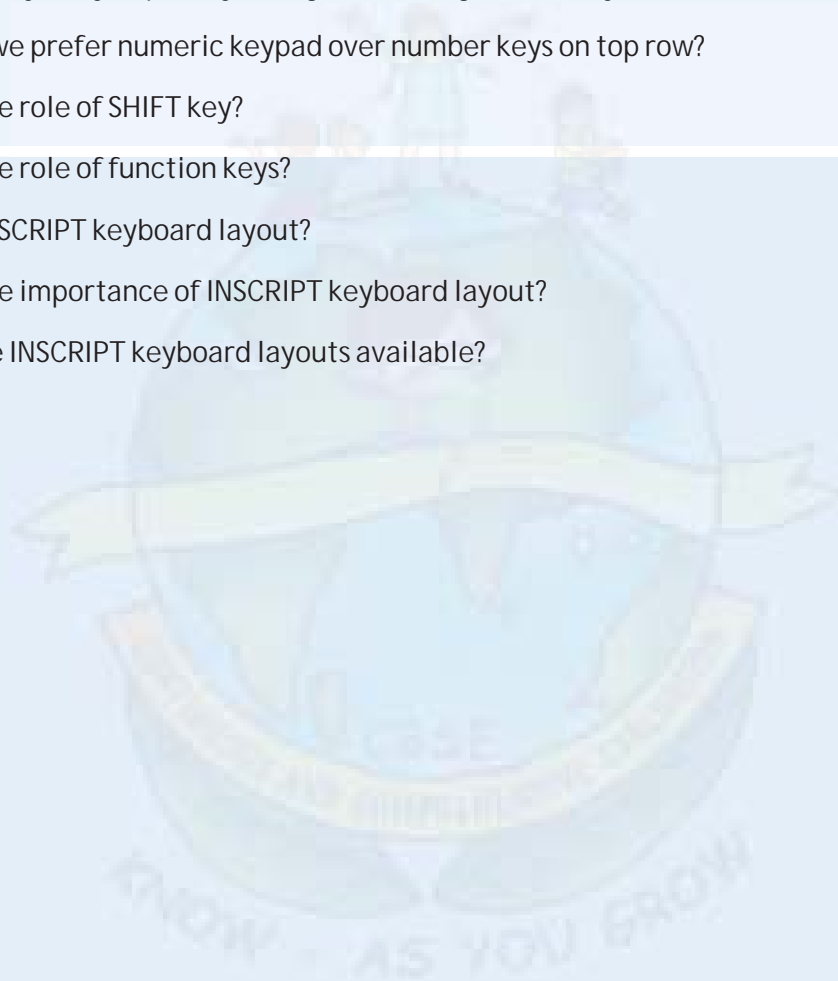 we prefer numeric keypad over number keys on top row?
e role of SHIFT key?
e role of function keys?
SCRIPT keyboard layout?
e importance of INSCRIPT keyboard layout?
e INSCRIPT keyboard layouts available?
CBSE
KNOW - AS YOU GROW